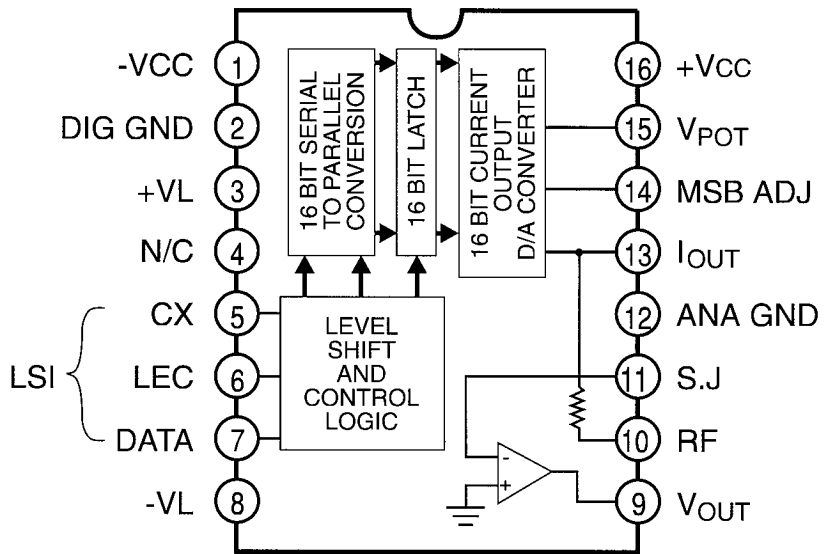 -VCC
1
DIG GND
2
+VL
3
N/C
4
CX
5
LSI
LEC
6
DATA
7
-VL
8
16 BIT SERIAL
TO PARALLEL
CONVERSION
16 BIT LATCH
16 BIT CURRENT
OUTPUT
D/A CONVERTER
LEVEL
SHIFT
AND
CONTROL
LOGIC
-
+
16
+VCC
15
VPOT
14
MSB ADJ
13
IOUT
12
ANA GND
11
S.J
10
RF
9
VOUT